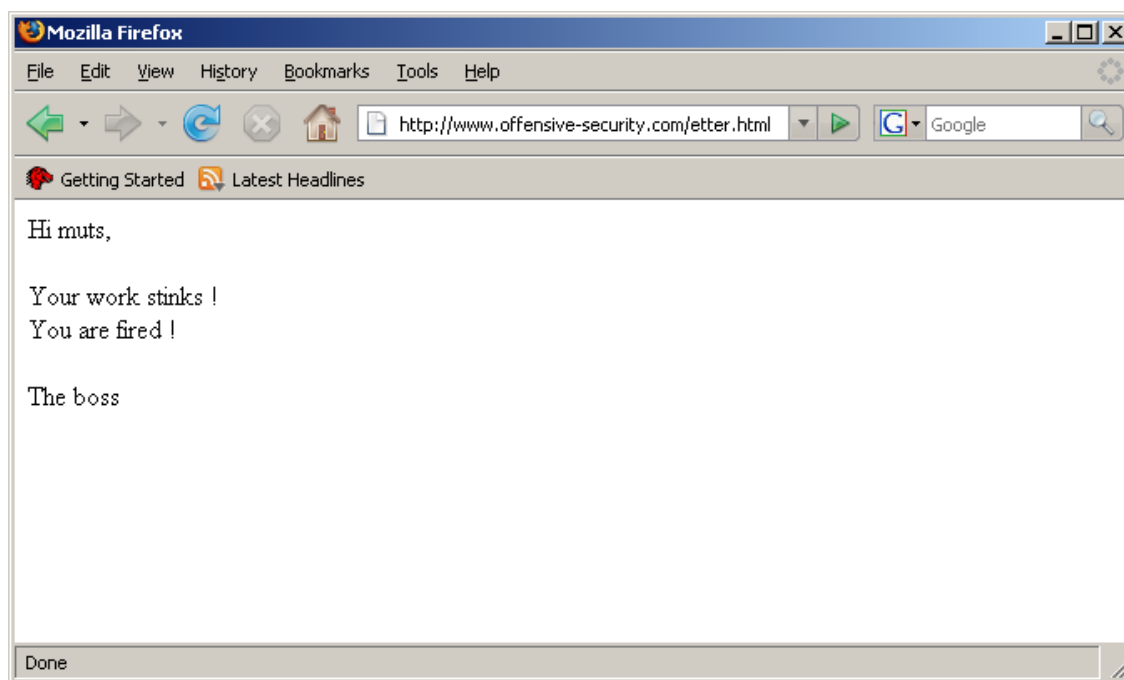 Mozilla Firefox
File Edit View History Bookmarks Tools Help
http://www.offensive-security.com/etter.html G Google
Getting Started Latest Headlines
Hi muts,
Your work stinks !
You are fired !
The boss
Done